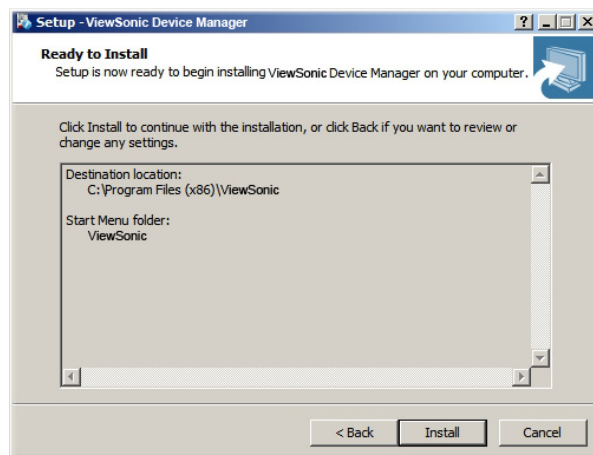 Setup - ViewSonic Device Manager
Ready to Install
Setup is now ready to begin installing ViewSonic Device Manager on your computer.
Click Install to continue with the installation, or click Back if you want to review or
change any settings.
Destination location:
C:\Program Files (x86)\ViewSonic
Start Menu folder:
ViewSonic
< Back Install Cancel